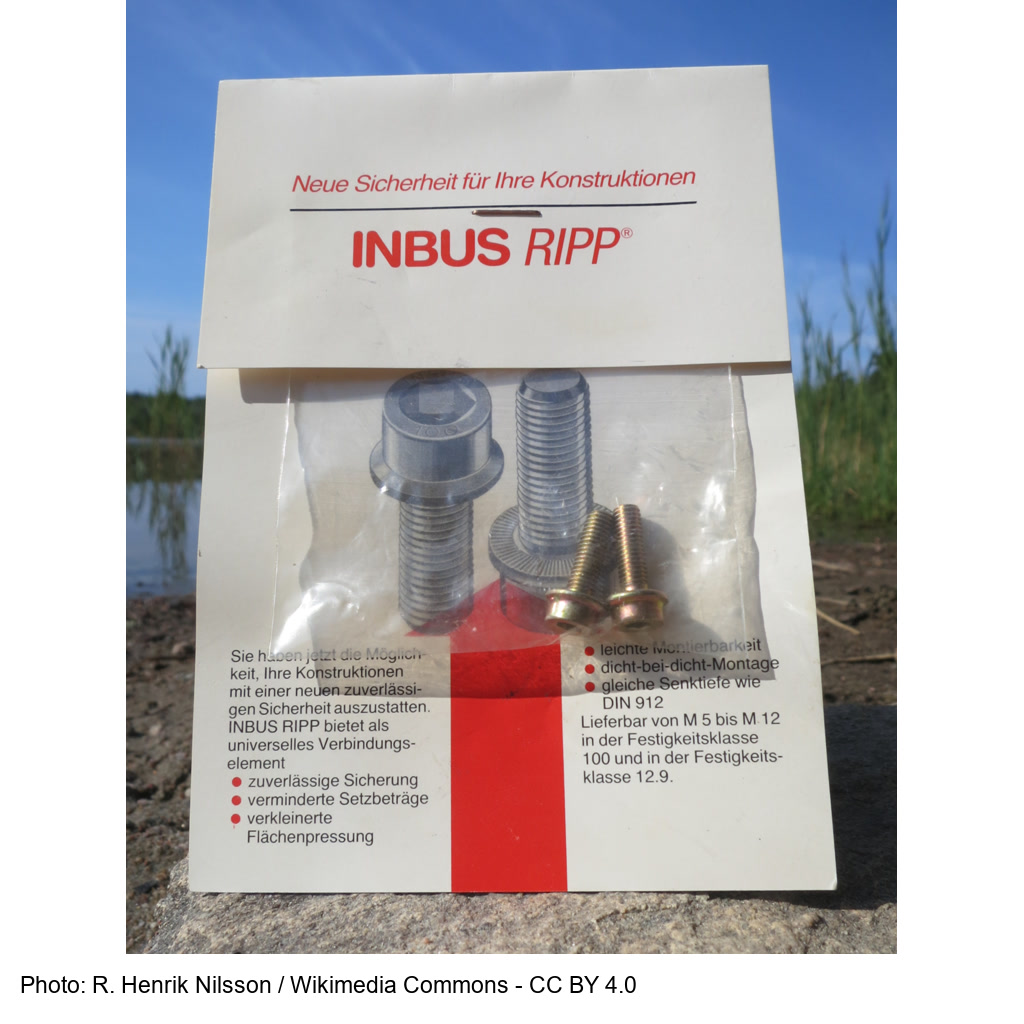 Neue Sicherheit für Ihre Konstruktionen
INBUS RIPP®
Sie haben jetzt die Möglich-
keit, Ihre Konstruktionen
mit einer neuen zuverlässi-
gen Sicherheit auszustatten.
INBUS RIPP bietet als
universelles Verbindungs-
element
● zuverlässige Sicherung
● verminderte Setzbeträge
● verkleinerte
Flächenpressung
● leichte Montierbarkeit
● dicht-bei-dicht-Montage
● gleiche Senktiefe wie
DIN 912
Lieferbar von M 5 bis M 12
in der Festigkeitsklasse
100 und in der Festigkeits-
klasse 12.9.
Photo: R. Henrik Nilsson / Wikimedia Commons - CC BY 4.0